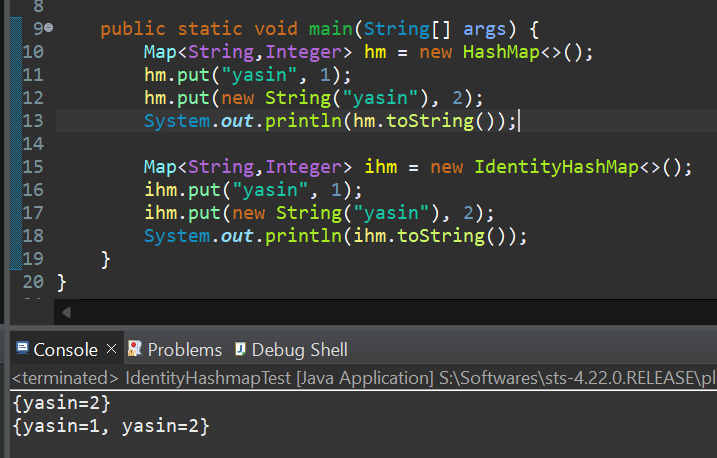 8
9 public static void main(String[] args) {
10 Map<String,Integer> hm = new HashMap<>();
11 hm.put("yasin", 1);
12 hm.put(new String("yasin"), 2);
13 System.out.println(hm.toString());
14
15 Map<String,Integer> ihm = new IdentityHashMap<>();
16 ihm.put("yasin", 1);
17 ihm.put(new String("yasin"), 2);
18 System.out.println(ihm.toString());
19 }
20 }
Console Problems Debug Shell
<terminated> IdentityHashmapTest [Java Application] S:\Softwares\sts-4.22.0.RELEASE\pl
{yasin=2}
{yasin=1, yasin=2}